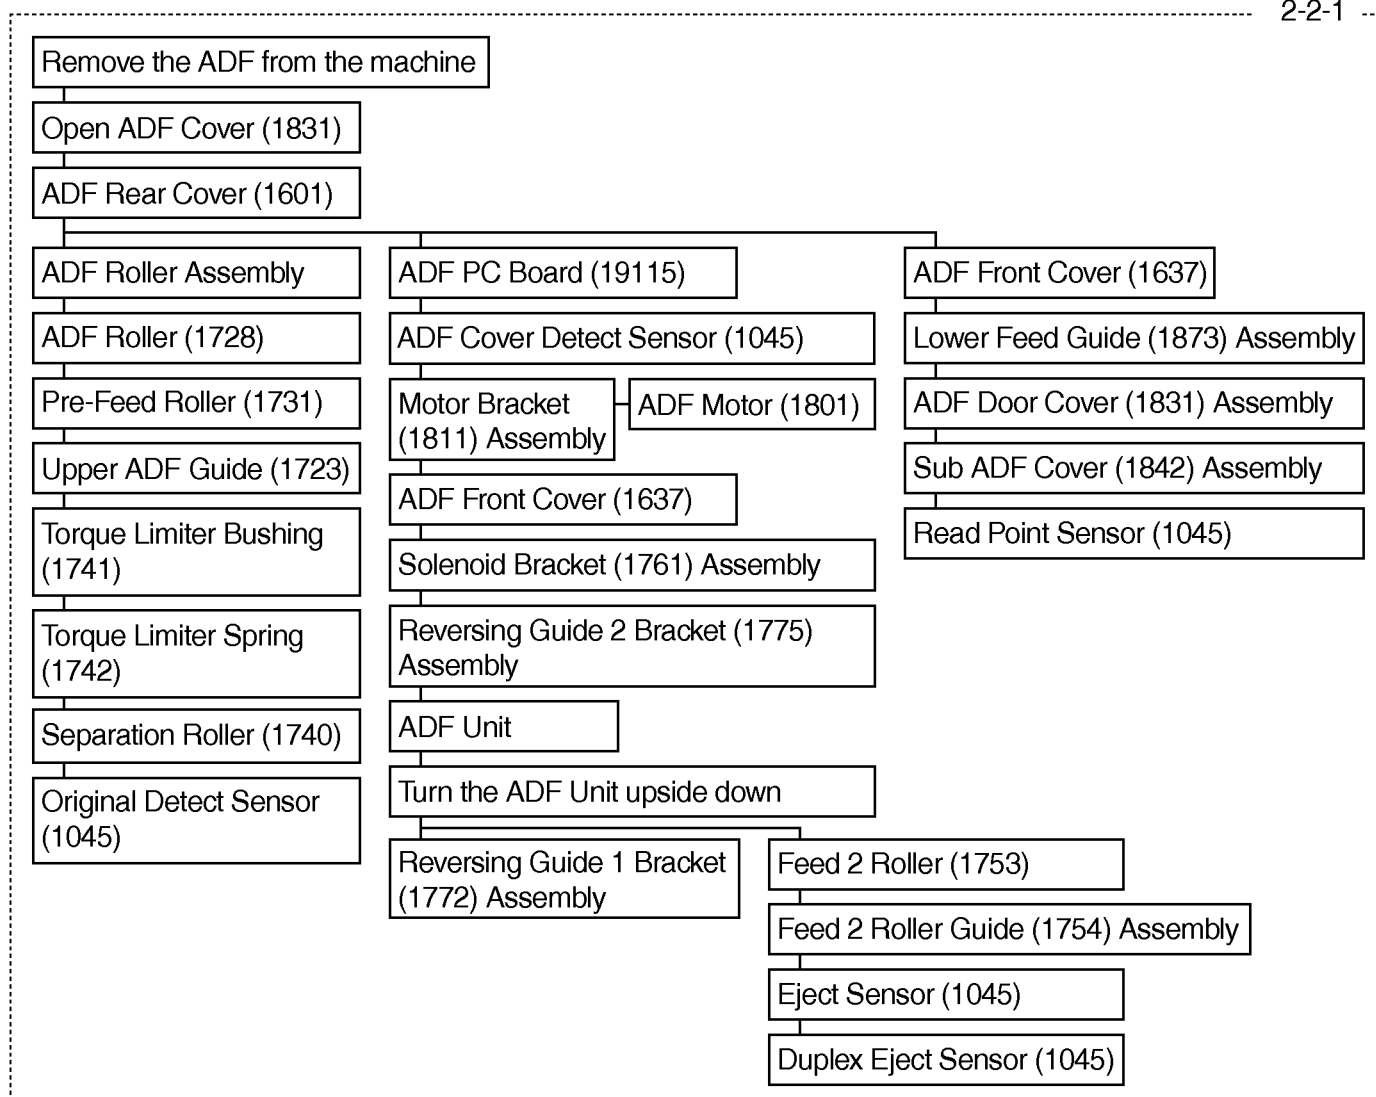 2-2-1
Remove the ADF from the machine
Open ADF Cover (1831)
ADF Rear Cover (1601)
ADF Roller Assembly
ADF Roller (1728)
Pre-Feed Roller (1731)
Upper ADF Guide (1723)
Torque Limiter Bushing
(1741)
Torque Limiter Spring
(1742)
Separation Roller (1740)
Original Detect Sensor
(1045)
ADF PC Board (19115)
ADF Cover Detect Sensor (1045)
Motor Bracket
(1811) Assembly
ADF Motor (1801)
ADF Front Cover (1637)
Solenoid Bracket (1761) Assembly
Reversing Guide 2 Bracket (1775)
Assembly
ADF Unit
Turn the ADF Unit upside down
Reversing Guide 1 Bracket
(1772) Assembly
Feed 2 Roller (1753)
Feed 2 Roller Guide (1754) Assembly
Eject Sensor (1045)
Duplex Eject Sensor (1045)
ADF Front Cover (1637)
Lower Feed Guide (1873) Assembly
ADF Door Cover (1831) Assembly
Sub ADF Cover (1842) Assembly
Read Point Sensor (1045)